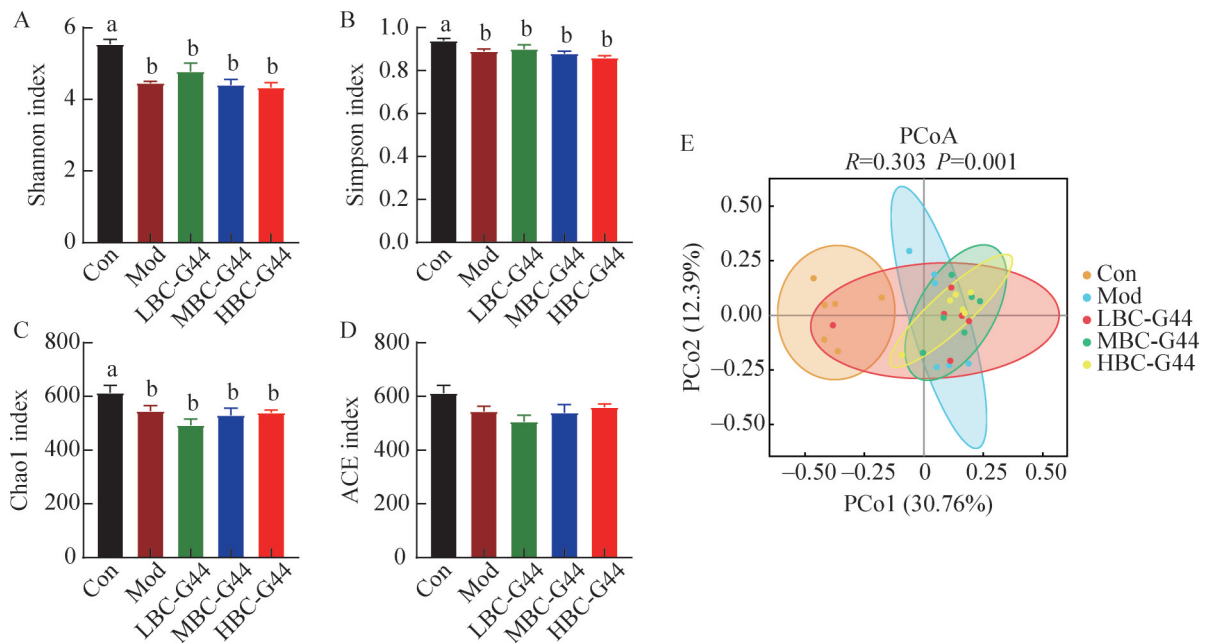 A
Shannon index
6
4
2
0
a
b
b
b
b
Con
Mod
LBC-G44
MBC-G44
HBC-G44
B
Simpson index
1.0
0.8
0.6
0.4
0.2
0.0
a
b
b
b
b
Con
Mod
LBC-G44
MBC-G44
HBC-G44
C
Chao1 index
800
600
400
200
0
a
b
b
b
b
Con
Mod
LBC-G44
MBC-G44
HBC-G44
D
ACE index
800
600
400
200
0
Con
Mod
LBC-G44
MBC-G44
HBC-G44
E
PCoA
R=0.303 P=0.001
PCo2 (12.39%)
0.50
0.25
0.00
−0.25
−0.50
−0.50
−0.25
0
0.25
0.50
PCo1 (30.76%)
Con
Mod
LBC-G44
MBC-G44
HBC-G44